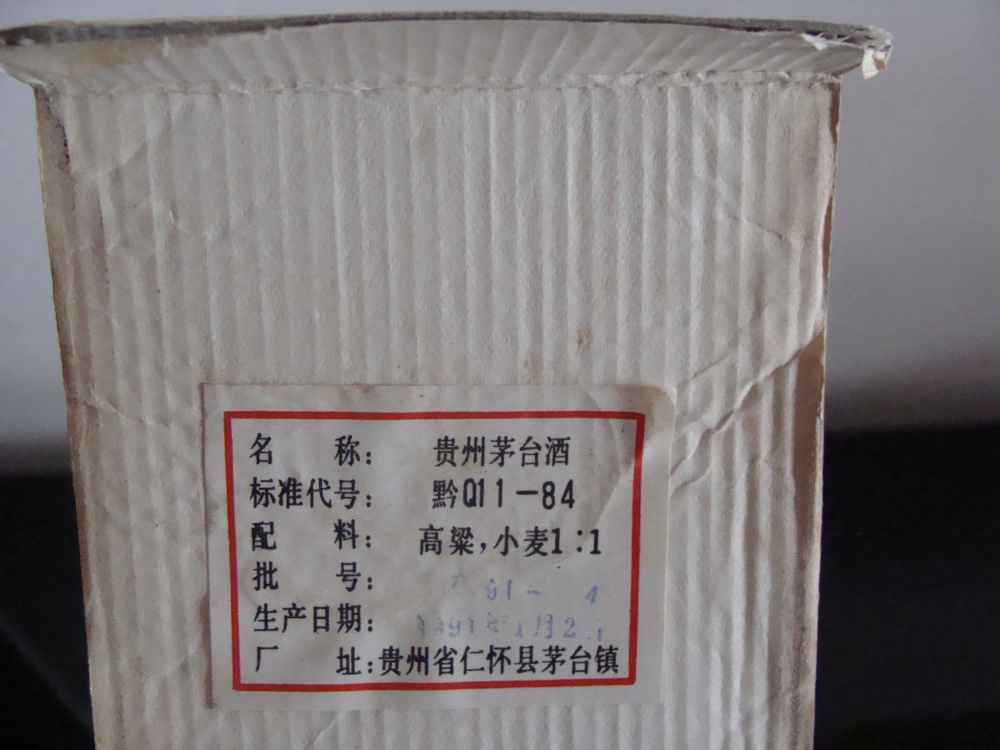 名 称: 贵州茅台酒
标准代号: 黔Q11-84
配 料: 高粱,小麦1:1
批 号: 91- 1
生产日期:
厂 址:贵州省仁怀县茅台镇